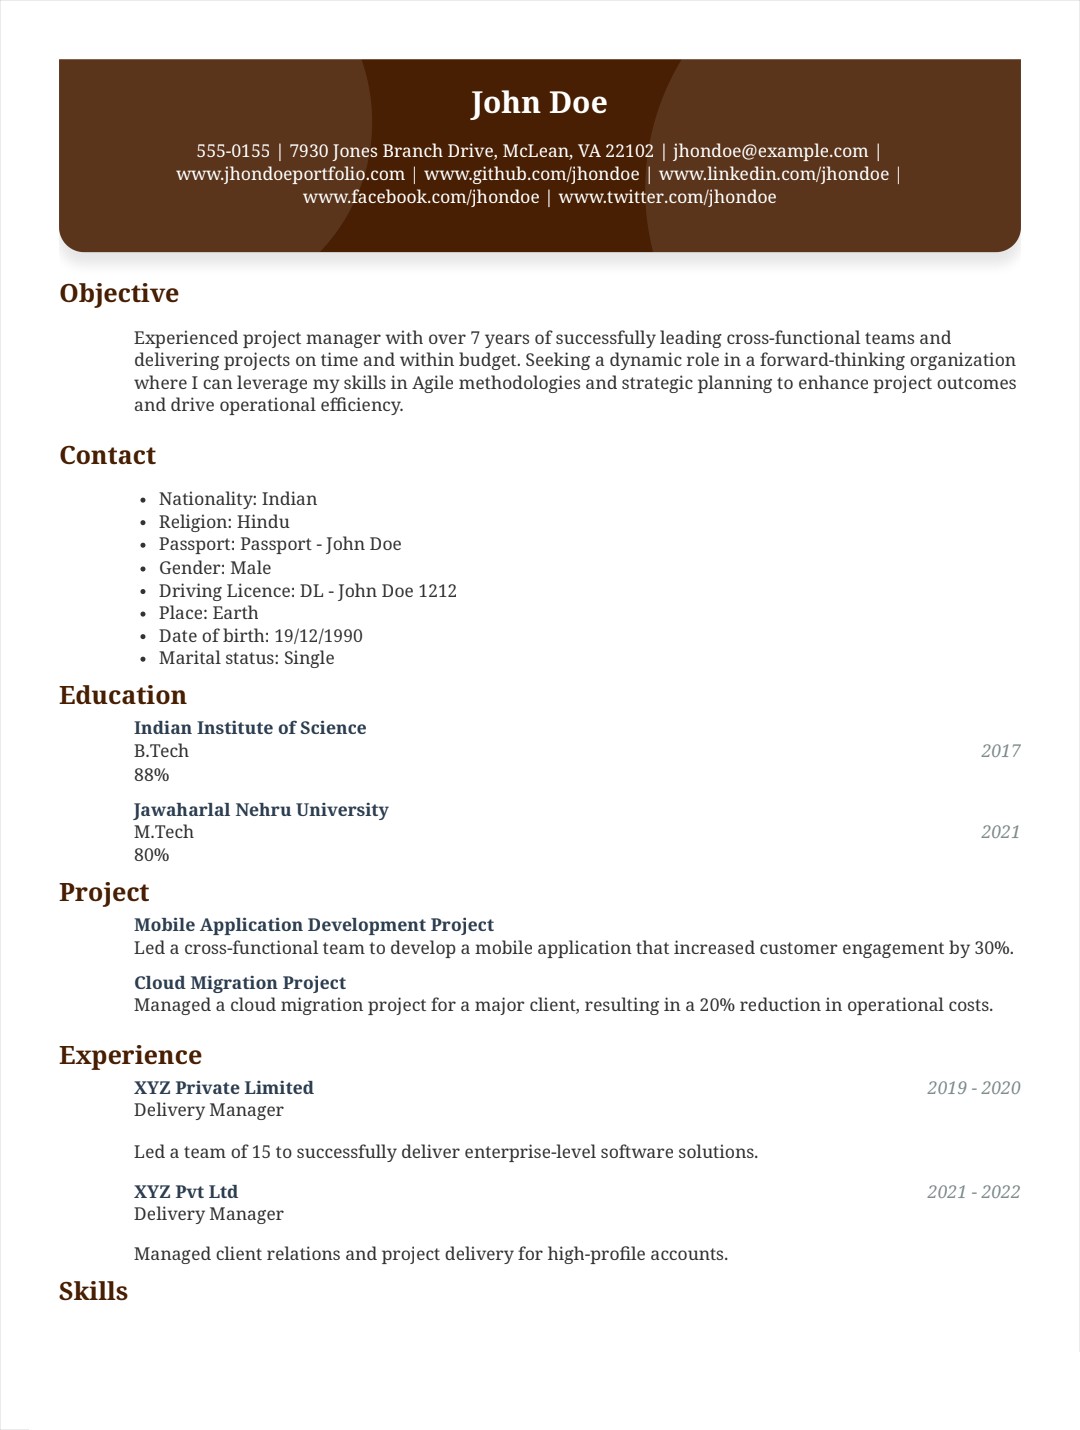 John Doe
555-0155 | 7930 Jones Branch Drive, McLean, VA 22102 | jhondoe@example.com |
www.jhondoeportfolio.com | www.github.com/jhondoe | www.linkedin.com/jhondoe |
www.facebook.com/jhondoe | www.twitter.com/jhondoe
Objective
Experienced project manager with over 7 years of successfully leading cross-functional teams and
delivering projects on time and within budget. Seeking a dynamic role in a forward-thinking organization
where I can leverage my skills in Agile methodologies and strategic planning to enhance project outcomes
and drive operational efficiency.
Contact
• Nationality: Indian
• Religion: Hindu
• Passport: Passport - John Doe
• Gender: Male
• Driving Licence: DL - John Doe 1212
• Place: Earth
• Date of birth: 19/12/1990
• Marital status: Single
Education
Indian Institute of Science
B.Tech 2017
88%
Jawaharlal Nehru University
M.Tech 2021
80%
Project
Mobile Application Development Project
Led a cross-functional team to develop a mobile application that increased customer engagement by 30%.
Cloud Migration Project
Managed a cloud migration project for a major client, resulting in a 20% reduction in operational costs.
Experience
XYZ Private Limited 2019 - 2020
Delivery Manager
Led a team of 15 to successfully deliver enterprise-level software solutions.
XYZ Pvt Ltd 2021 - 2022
Delivery Manager
Managed client relations and project delivery for high-profile accounts.
Skills